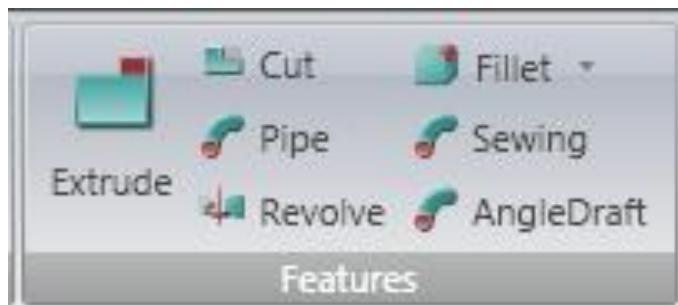 Extrude
Cut
Pipe
Revolve
Fillet
Sewing
AngleDraft
Features